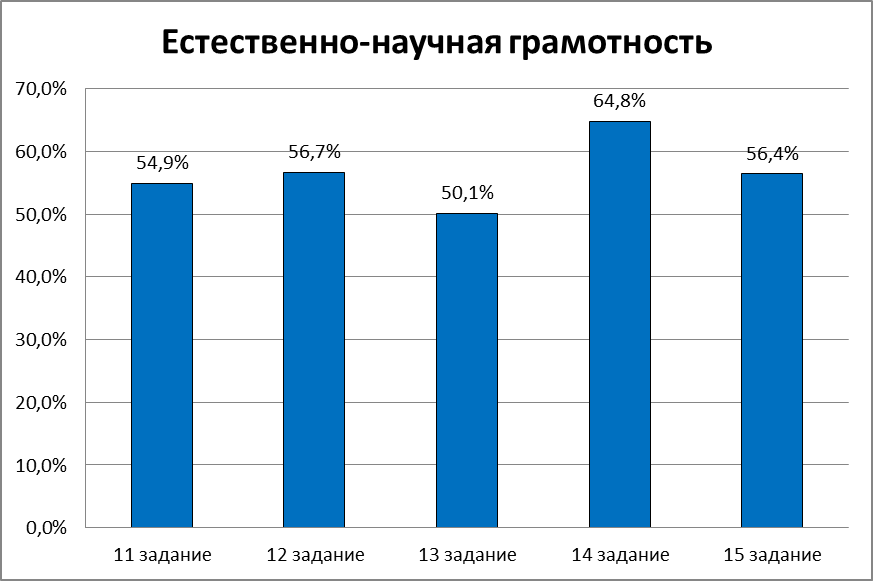 Естественно-научная грамотность
70,0%
60,0%
50,0%
40,0%
30,0%
20,0%
10,0%
0,0%
54,9%
56,7%
50,1%
64,8%
56,4%
11 задание
12 задание
13 задание
14 задание
15 задание